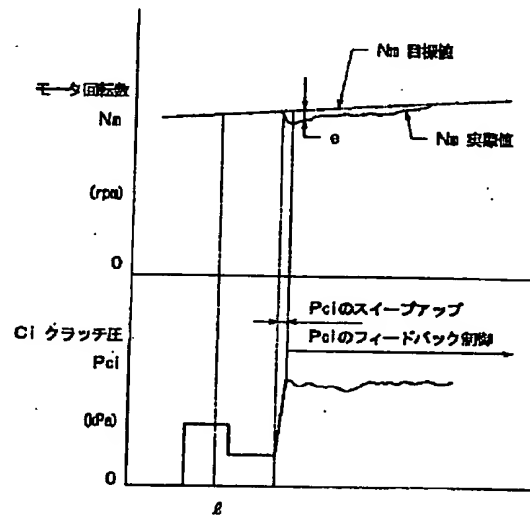 Nm 目標値
モータ回転数
Nm
e
Nm 実際値
(rpm)
0
Pciのスイープアップ
Ci クラッチ圧
Pciのフィードバック制御
Pci
(kPa)
0
ℓ